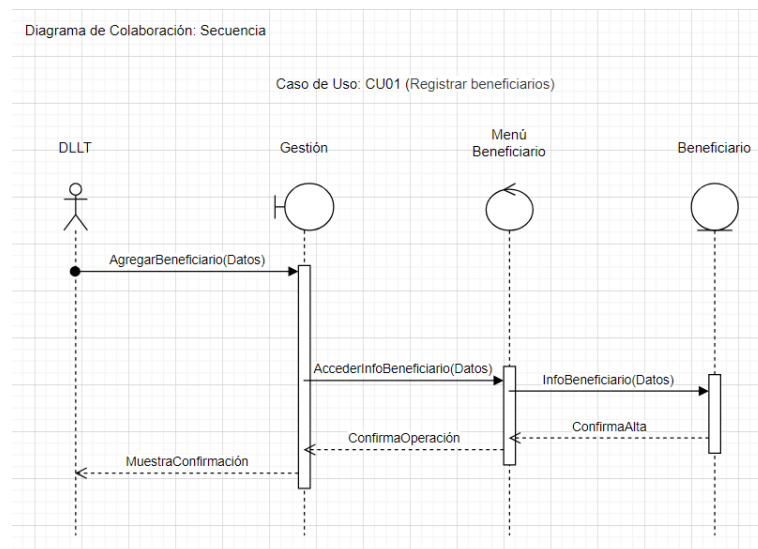 Diagrama de Colaboración: Secuencia
Caso de Uso: CU01 (Registrar beneficiarios)
DLLT
Gestión
Menú
Beneficiario
Beneficiario
AgregarBeneficiario(Datos)
AccederInfoBeneficiario(Datos)
InfoBeneficiario(Datos)
ConfirmaAlta
ConfirmaOperación
MuestraConfirmación